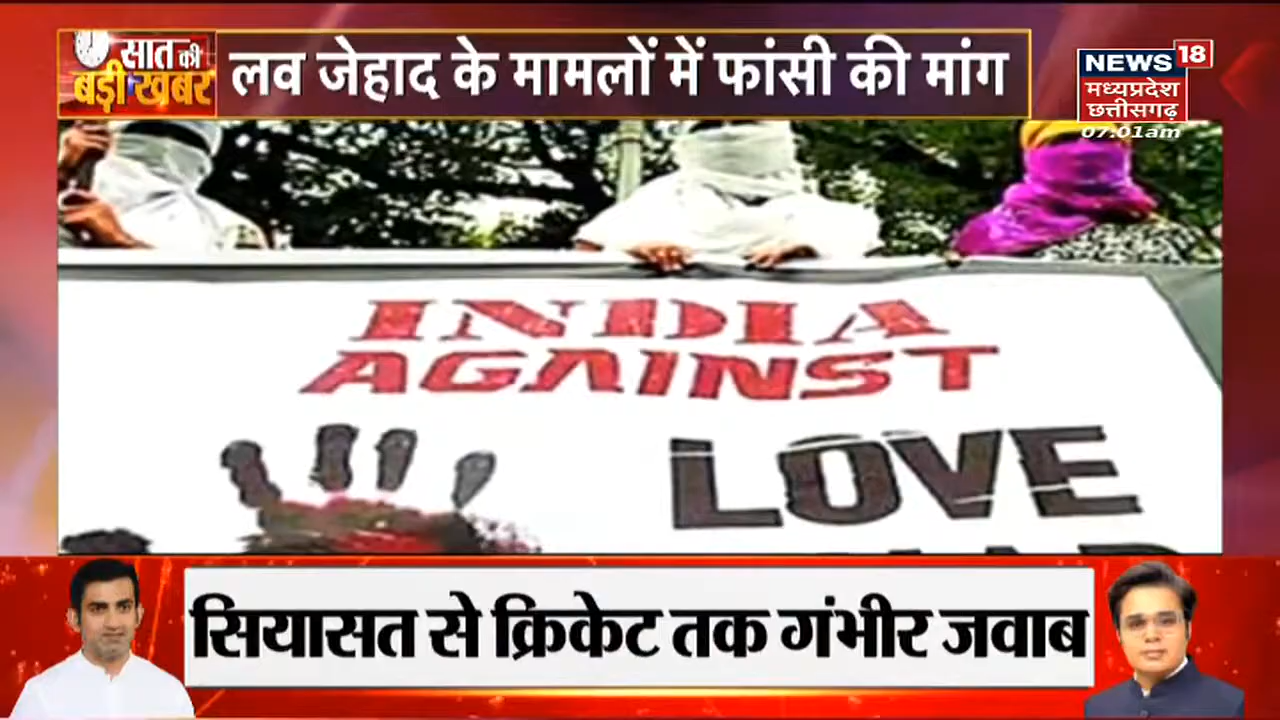 सात की
बड़ी खबर
लव जेहाद के मामलों में फांसी की मांग
NEWS 18
मध्यप्रदेश
छत्तीसगढ़
07:01am
INDIA
AGAINST
LOVE
सियासत से क्रिकेट तक गंभीर जवाब